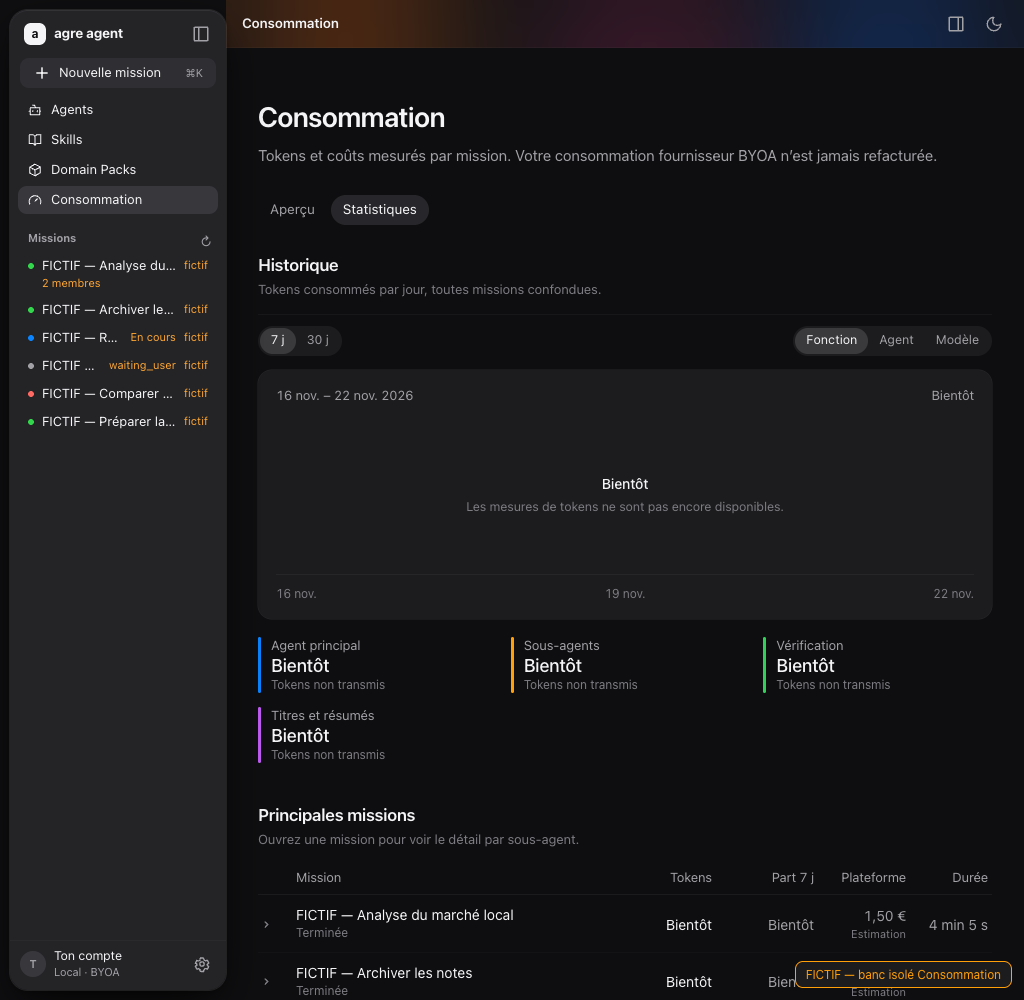 a agre agent
Nouvelle mission ⌘K
Agents
Skills
Domain Packs
Consommation
Missions
FICTIF — Analyse du... fictif
2 membres
FICTIF — Archiver le... fictif
FICTIF — R... En cours fictif
FICTIF ... waiting_user fictif
FICTIF — Comparer ... fictif
FICTIF — Préparer la... fictif
T Ton compte
Local · BYOA
Consommation
Consommation
Tokens et coûts mesurés par mission. Votre consommation fournisseur BYOA n’est jamais refacturée.
Aperçu Statistiques
Historique
Tokens consommés par jour, toutes missions confondues.
7 j 30 j Fonction Agent Modèle
16 nov. – 22 nov. 2026 Bientôt
Bientôt
Les mesures de tokens ne sont pas encore disponibles.
16 nov. 19 nov. 22 nov.
Agent principal
Bientôt
Tokens non transmis
Sous-agents
Bientôt
Tokens non transmis
Vérification
Bientôt
Tokens non transmis
Titres et résumés
Bientôt
Tokens non transmis
Principales missions
Ouvrez une mission pour voir le détail par sous-agent.
Mission Tokens Part 7 j Plateforme Durée
FICTIF — Analyse du marché local Bientôt Bientôt 1,50 € 4 min 5 s
Terminée Estimation
FICTIF — Archiver les notes Bientôt
Terminée Estimation
FICTIF — banc isolé Consommation